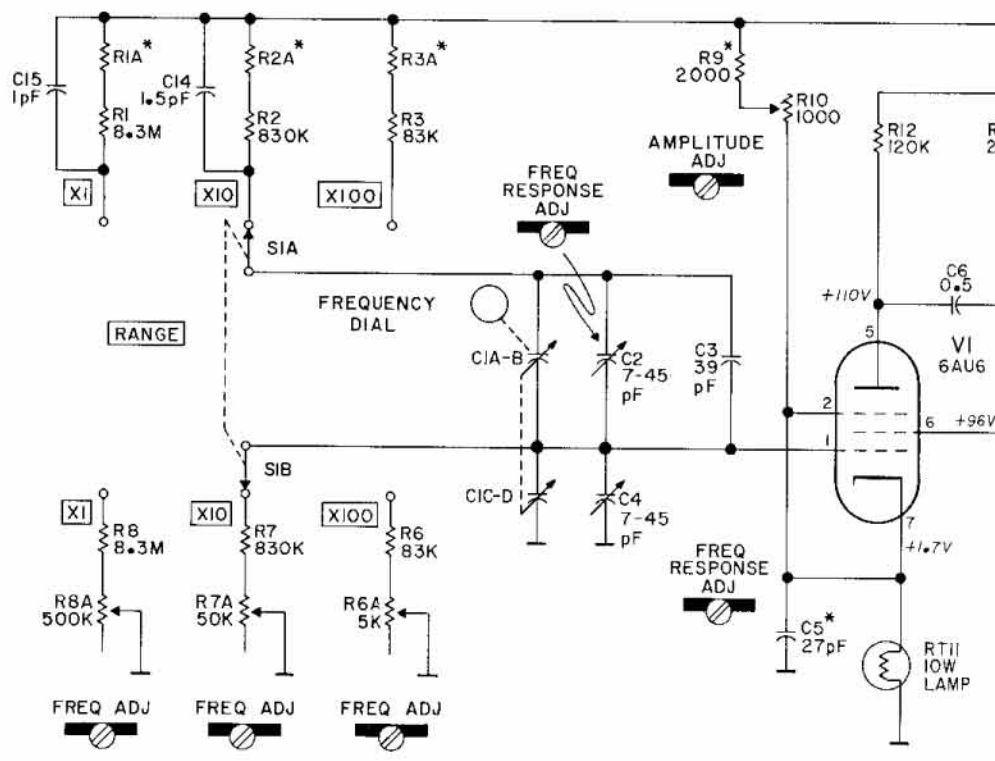 C15
1pF
R1A*
R1
8.3M
X1
C14
1.5pF
R2A*
R2
830K
X10
R3A*
R3
83K
X100
R9*
2000
R10
1000
AMPLITUDE
ADJ
R12
120K
R
2
FREQ
RESPONSE
ADJ
S1A
FREQUENCY
DIAL
RANGE
C1A-B
C2
7-45
pF
C3
39
pF
+110V
C6
0.5
5
V1
6AU6
2
1
6
+96V
7
+1.7V
S1B
C1C-D
C4
7-45
pF
X1
R8
8.3M
X10
R7
830K
X100
R6
83K
R8A
500K
R7A
50K
R6A
5K
FREQ
RESPONSE
ADJ
C5*
27pF
RT11
10W
LAMP
FREQ ADJ
FREQ ADJ
FREQ ADJ